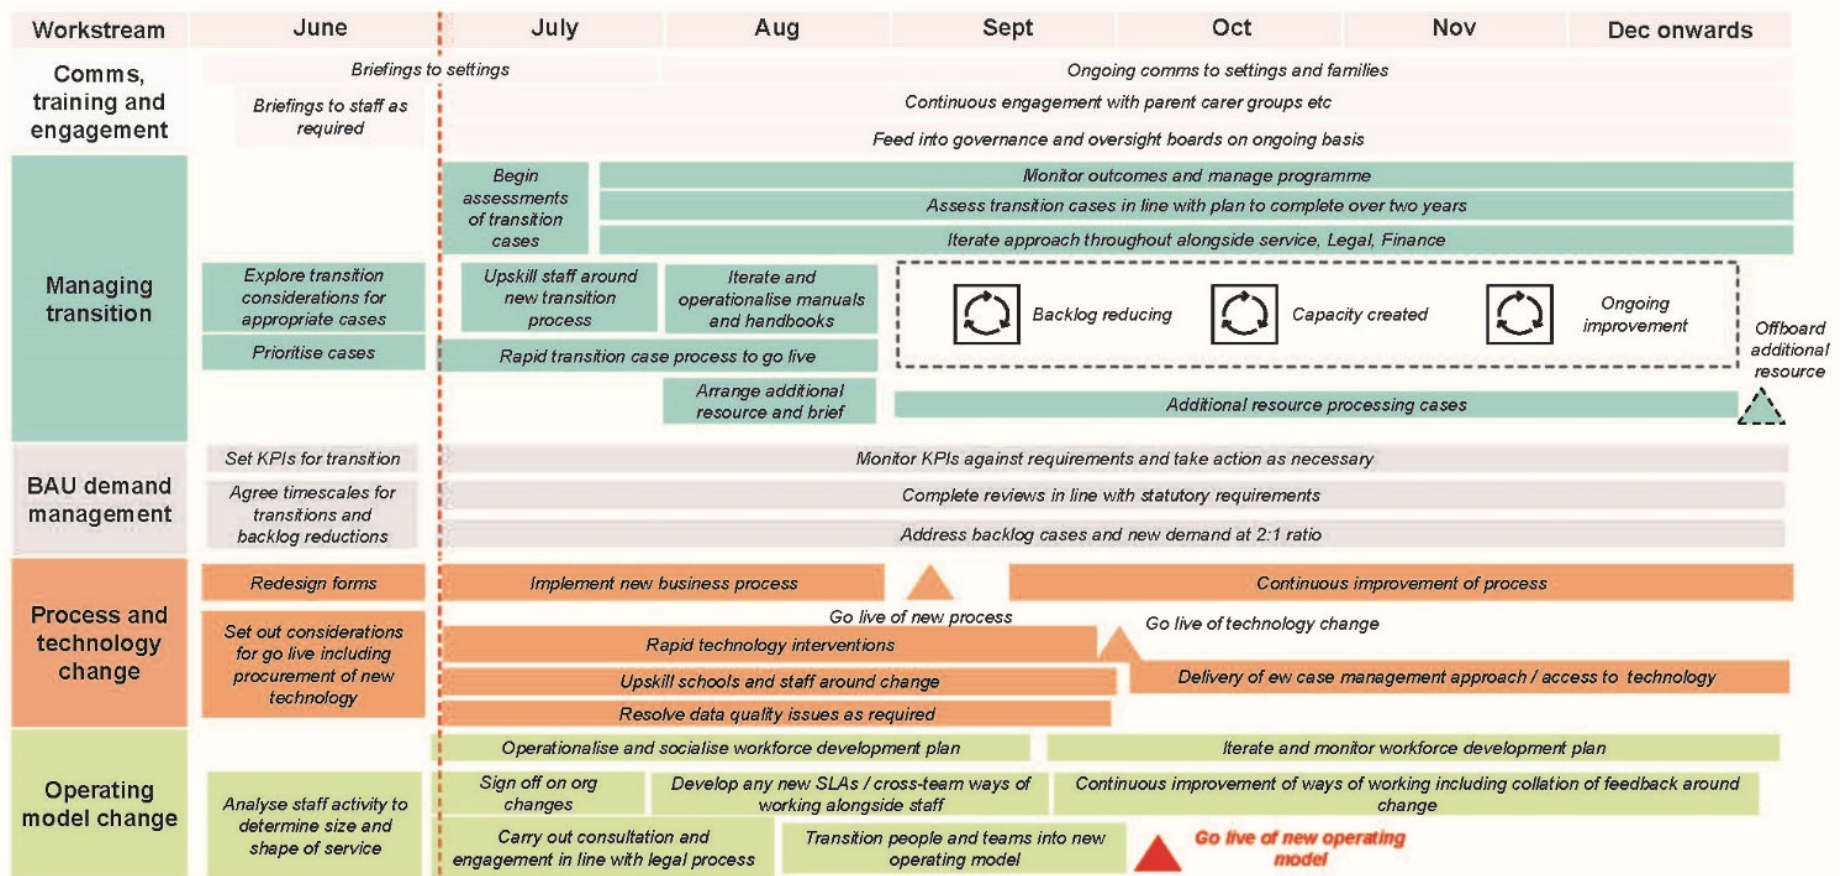 Workstream
June
July
Aug
Sept
Oct
Nov
Dec onwards
Comms,
training and
engagement
Briefings to settings
Ongoing comms to settings and families
Briefings to staff as
required
Continuous engagement with parent carer groups etc
Feed into governance and oversight boards on ongoing basis
Managing
transition
Begin
assessments
of transition
cases
Monitor outcomes and manage programme
Assess transition cases in line with plan to complete over two years
Iterate approach throughout alongside service, Legal, Finance
Explore transition
considerations for
appropriate cases
Upskill staff around
new transition
process
Iterate and
operationalise manuals
and handbooks
Backlog reducing
Capacity created
Ongoing
improvement
Offboard
additional
resource
Prioritise cases
Rapid transition case process to go live
Arrange additional
resource and brief
Additional resource processing cases
BAU demand
management
Set KPIs for transition
Monitor KPIs against requirements and take action as necessary
Agree timescales for
transitions and
backlog reductions
Complete reviews in line with statutory requirements
Address backlog cases and new demand at 2:1 ratio
Process and
technology
change
Redesign forms
Implement new business process
Continuous improvement of process
Go live of new process
Set out considerations
for go live including
procurement of new
technology
Rapid technology interventions
Go live of technology change
Upskill schools and staff around change
Delivery of ew case management approach / access to technology
Resolve data quality issues as required
Operating
model change
Operationalise and socialise workforce development plan
Iterate and monitor workforce development plan
Analyse staff activity to
determine size and
shape of service
Sign off on org
changes
Develop any new SLAs / cross-team ways of
working alongside staff
Continuous improvement of ways of working including collation of feedback around
change
Carry out consultation and
engagement in line with legal process
Transition people and teams into new
operating model
Go live of new operating
model